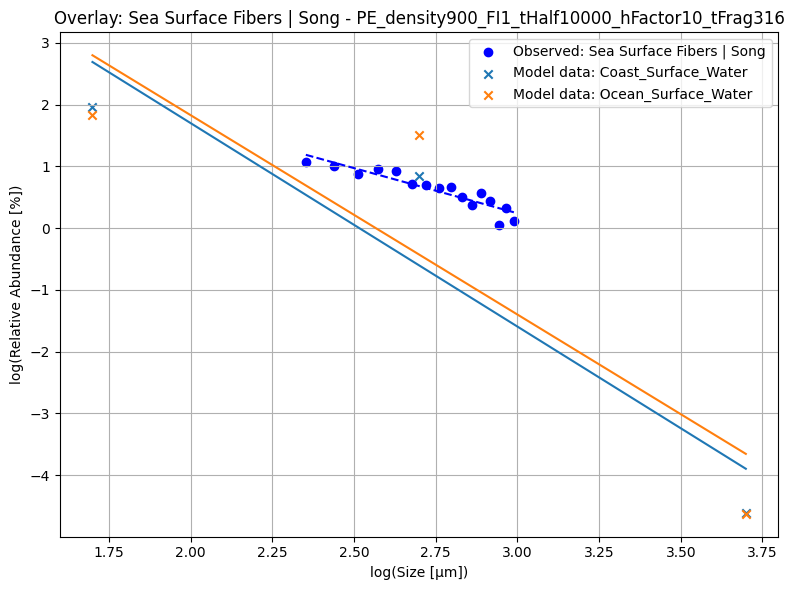 Overlay: Sea Surface Fibers | Song - PE_density900_FI1_tHalf10000_hFactor10_tFrag316
Observed: Sea Surface Fibers | Song
Model data: Coast_Surface_Water
Model data: Ocean_Surface_Water
log(Relative Abundance [%])
3
2
1
0
−1
−2
−3
−4
1.75
2.00
2.25
2.50
2.75
3.00
3.25
3.50
3.75
log(Size [μm])